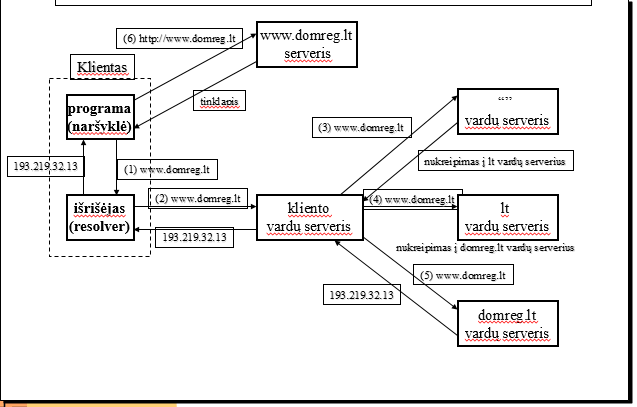 (6) http://www.domreg.lt
www.domreg.lt
serveris
Klientas
programa
(naršyklė)
tinklapis
“”
vardų serveris
(3) www.domreg.lt
nukreipimas į lt vardų serverius
193.219.32.13
(1) www.domreg.lt
(2) www.domreg.lt
(4) www.domreg.lt
išrišėjas
(resolver)
kliento
vardų serveris
lt
vardų serveris
193.219.32.13
nukreipimas į domreg.lt vardų serverius
(5) www.domreg.lt
193.219.32.13
domreg.lt
vardų serveris